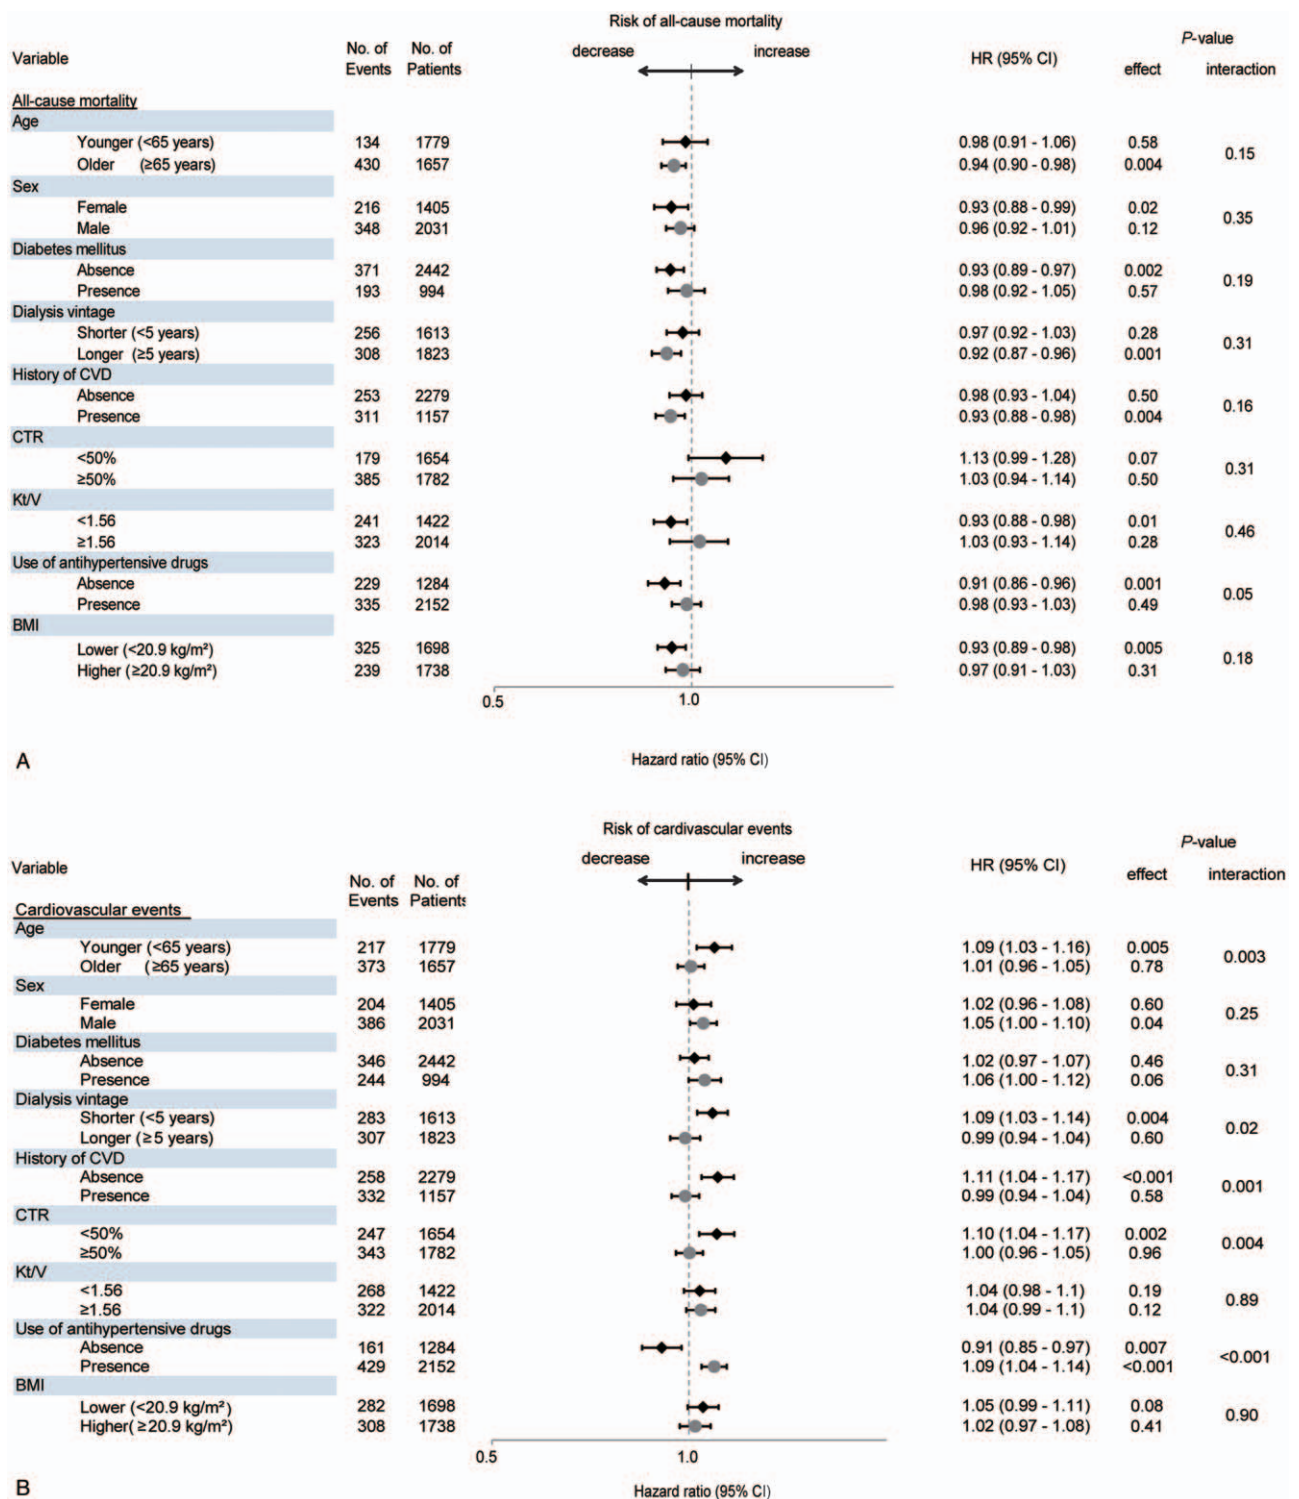 Risk of all-cause mortality
Variable No. of Events No. of Patients decrease increase HR (95% CI) P-value effect interaction
All-cause mortality
Age
Younger (<65 years) 134 1779 0.98 (0.91 - 1.06) 0.58
0.15
Older (≥65 years) 430 1657 0.94 (0.90 - 0.98) 0.004
Sex
Female 216 1405 0.93 (0.88 - 0.99) 0.02
0.35
Male 348 2031 0.96 (0.92 - 1.01) 0.12
Diabetes mellitus
Absence 371 2442 0.93 (0.89 - 0.97) 0.002
0.19
Presence 193 994 0.98 (0.92 - 1.05) 0.57
Dialysis vintage
Shorter (<5 years) 256 1613 0.97 (0.92 - 1.03) 0.28
0.31
Longer (≥5 years) 308 1823 0.92 (0.87 - 0.96) 0.001
History of CVD
Absence 253 2279 0.98 (0.93 - 1.04) 0.50
0.16
Presence 311 1157 0.93 (0.88 - 0.98) 0.004
CTR
<50% 179 1654 1.13 (0.99 - 1.28) 0.07
0.31
≥50% 385 1782 1.03 (0.94 - 1.14) 0.50
Kt/V
<1.56 241 1422 0.93 (0.88 - 0.98) 0.01
0.46
≥1.56 323 2014 1.03 (0.93 - 1.14) 0.28
Use of antihypertensive drugs
Absence 229 1284 0.91 (0.86 - 0.96) 0.001
0.05
Presence 335 2152 0.98 (0.93 - 1.03) 0.49
BMI
Lower (<20.9 kg/m²) 325 1698 0.93 (0.89 - 0.98) 0.005
0.18
Higher (≥20.9 kg/m²) 239 1738 0.97 (0.91 - 1.03) 0.31
0.5 1.0
A Hazard ratio (95% CI)
Risk of cardivascular events
Variable No. of Events No. of Patients decrease increase HR (95% CI) P-value effect interaction
Cardiovascular events
Age
Younger (<65 years) 217 1779 1.09 (1.03 - 1.16) 0.005
0.003
Older (≥65 years) 373 1657 1.01 (0.96 - 1.05) 0.78
Sex
Female 204 1405 1.02 (0.96 - 1.08) 0.60
0.25
Male 386 2031 1.05 (1.00 - 1.10) 0.04
Diabetes mellitus
Absence 346 2442 1.02 (0.97 - 1.07) 0.46
0.31
Presence 244 994 1.06 (1.00 - 1.12) 0.06
Dialysis vintage
Shorter (<5 years) 283 1613 1.09 (1.03 - 1.14) 0.004
0.02
Longer (≥5 years) 307 1823 0.99 (0.94 - 1.04) 0.60
History of CVD
Absence 258 2279 1.11 (1.04 - 1.17) <0.001
0.001
Presence 332 1157 0.99 (0.94 - 1.04) 0.58
CTR
<50% 247 1654 1.10 (1.04 - 1.17) 0.002
0.004
≥50% 343 1782 1.00 (0.96 - 1.05) 0.96
Kt/V
<1.56 268 1422 1.04 (0.98 - 1.1) 0.19
0.89
≥1.56 322 2014 1.04 (0.99 - 1.1) 0.12
Use of antihypertensive drugs
Absence 161 1284 0.91 (0.85 - 0.97) 0.007
<0.001
Presence 429 2152 1.09 (1.04 - 1.14) <0.001
BMI
Lower (<20.9 kg/m²) 282 1698 1.05 (0.99 - 1.11) 0.08
0.90
Higher(≥20.9 kg/m²) 308 1738 1.02 (0.97 - 1.08) 0.41
0.5 1.0
B Hazard ratio (95% CI)